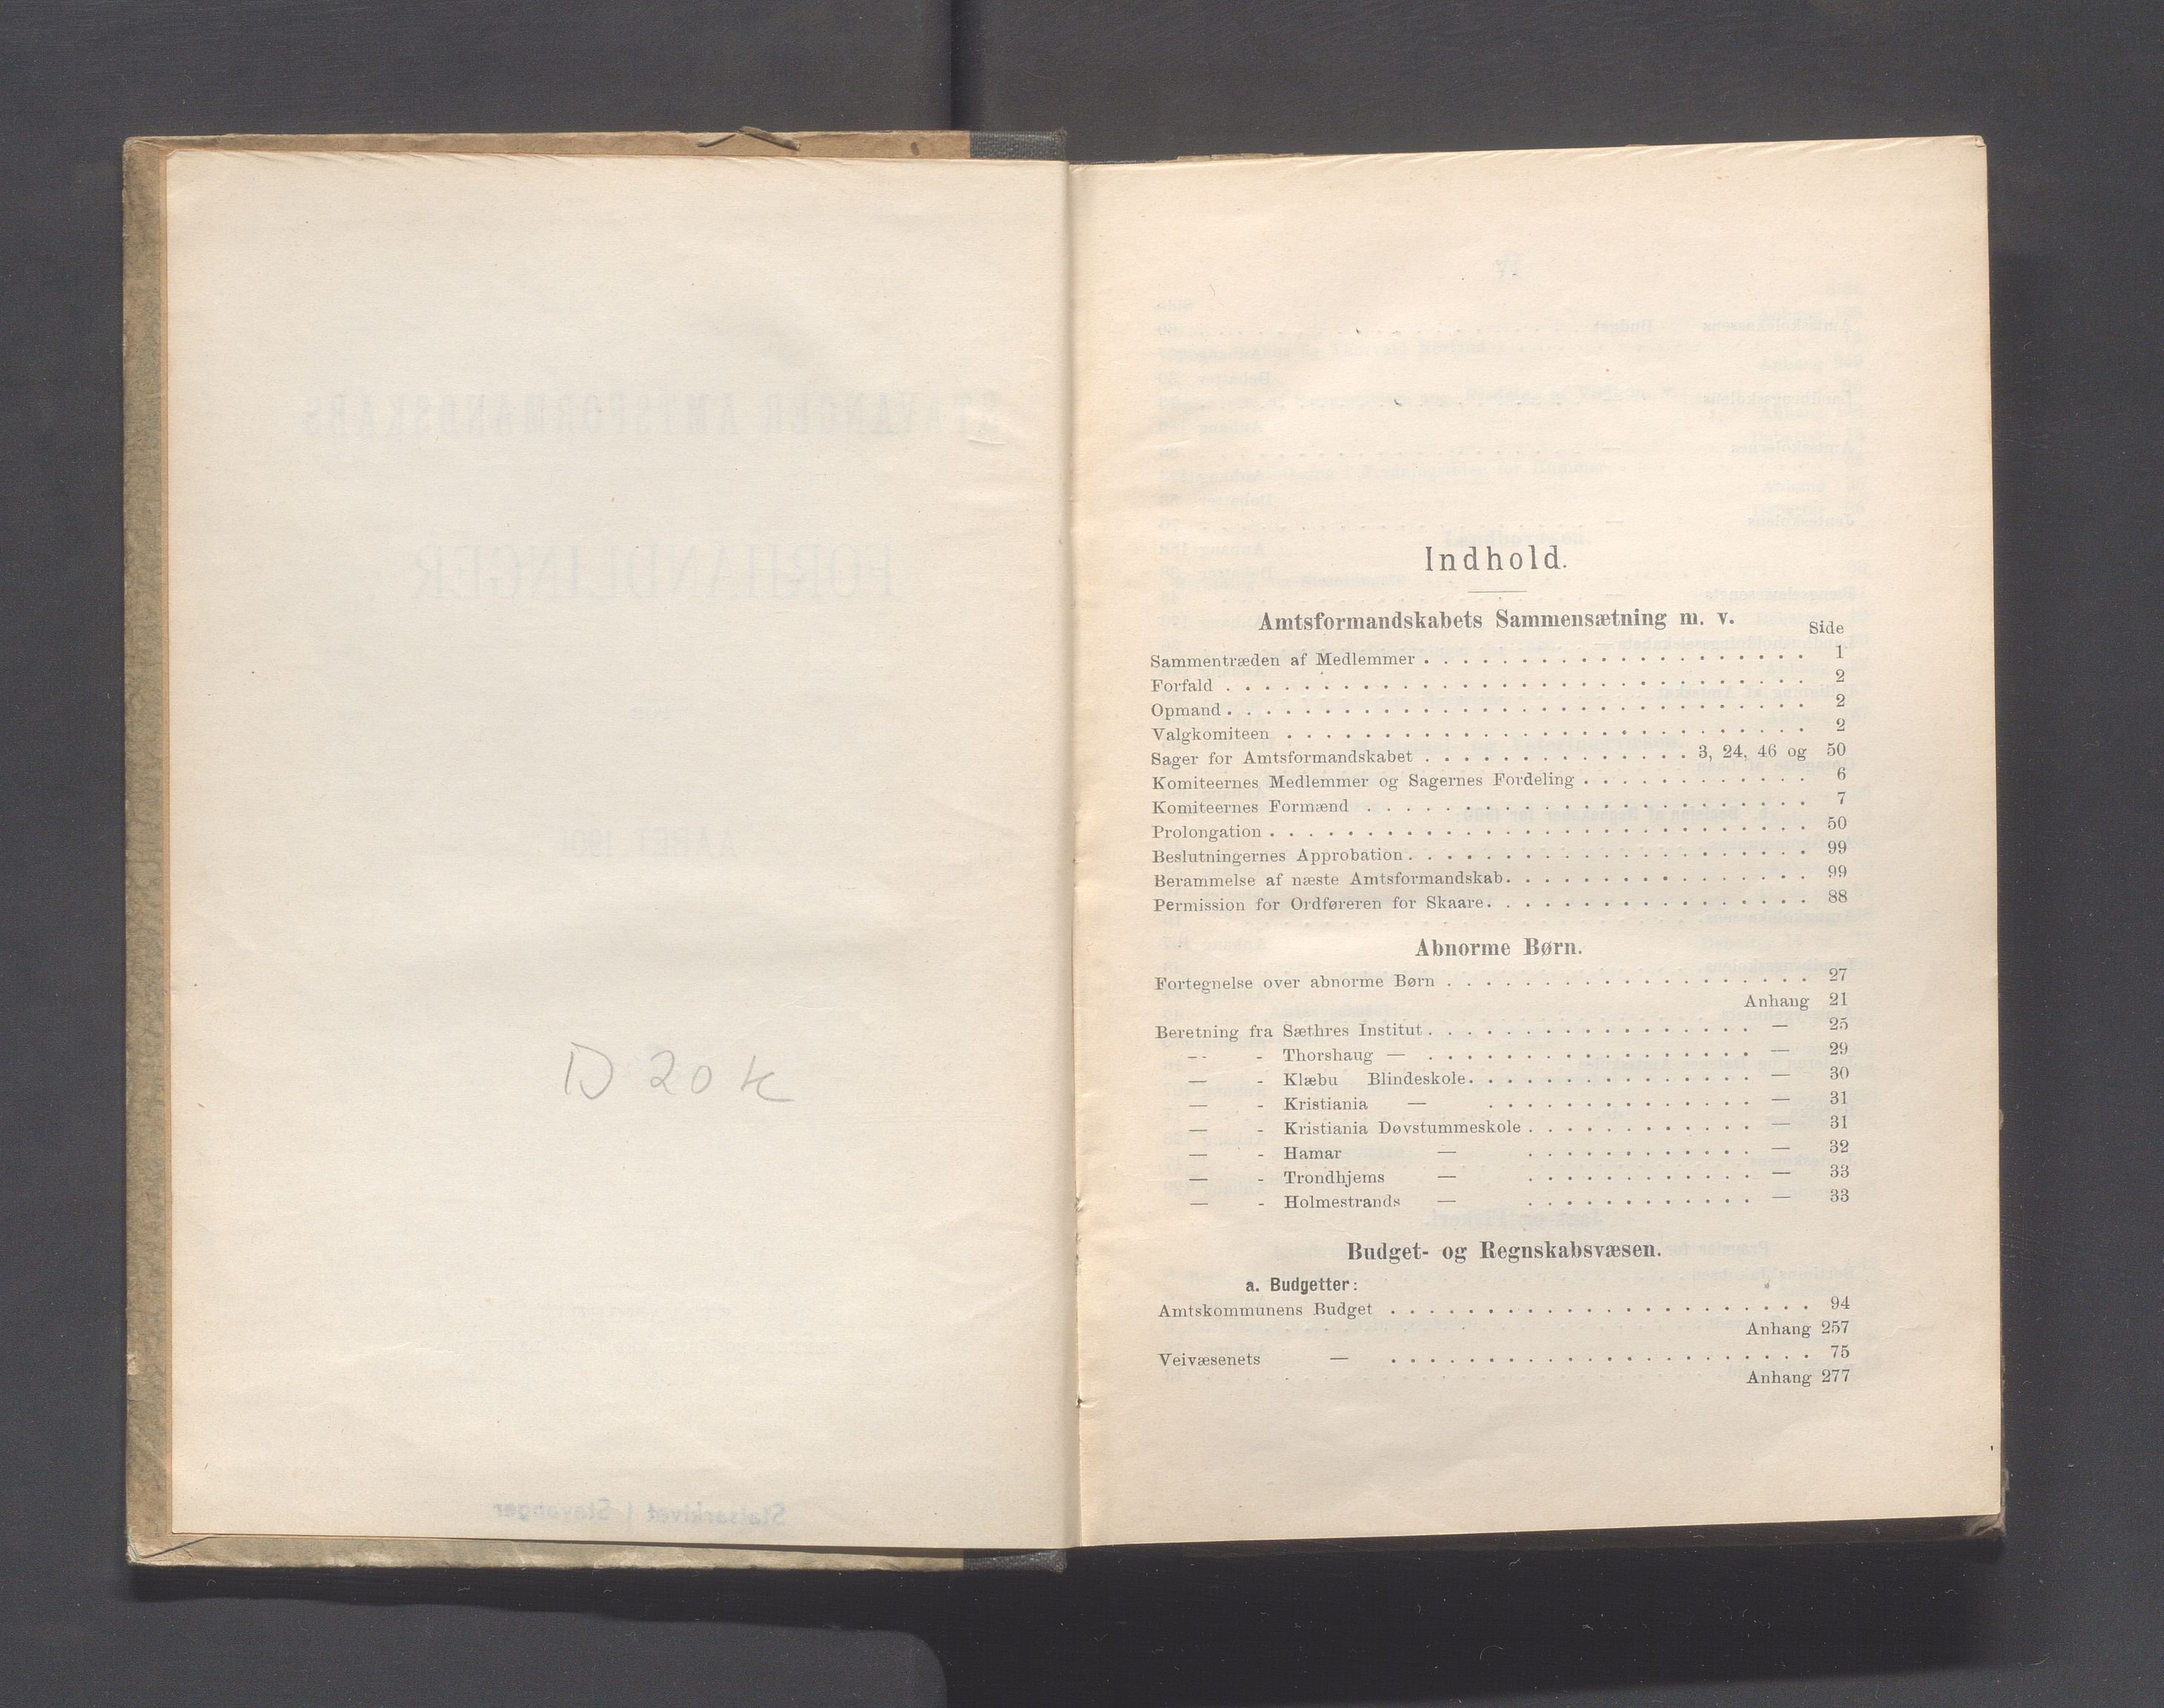 D 20 K
Indhold.
Amtsformandskabets Sammensætning m. v.
Side
Sammentræden af Medlemmer . . . . . . . . . . . . . . . . . . . . 1
Forfald . . . . . . . . . . . . . . . . . . . . . . . . . . . . . . 2
Opmand . . . . . . . . . . . . . . . . . . . . . . . . . . . . . . 2
Valgkomiteen . . . . . . . . . . . . . . . . . . . . . . . . . . . 2
Sager for Amtsformandskabet . . . . . . . . . . . . . . 3, 24, 46 og 50
Komiteernes Medlemmer og Sagernes Fordeling . . . . . . . . . . . . 6
Komiteernes Formænd . . . . . . . . . . . . . . . . . . . . . . . 7
Prolongation . . . . . . . . . . . . . . . . . . . . . . . . . . . . 50
Beslutningernes Approbation . . . . . . . . . . . . . . . . . . . . . 99
Berammelse af næste Amtsformandskab . . . . . . . . . . . . . . . . 99
Permission for Ordføreren for Skaare . . . . . . . . . . . . . . . . . 88
Abnorme Børn.
Fortegnelse over abnorme Børn . . . . . . . . . . . . . . . . . . . 27
Anhang 21
Beretning fra Sæthres Institut . . . . . . . . . . . . . . . . . — 25
— - Thorshaug — . . . . . . . . . . . . . . . . . — 29
— - Klæbu Blindeskole . . . . . . . . . . . . . . . — 30
— - Kristiania — . . . . . . . . . . . . . . — 31
— - Kristiania Døvstummeskole . . . . . . . . . . . . — 31
— - Hamar — . . . . . . . . . . . . — 32
— - Trondhjems — . . . . . . . . . . . . — 33
— - Holmestrands — . . . . . . . . . . . . — 33
Budget- og Regnskabsvæsen.
a. Budgetter:
Amtskommunens Budget . . . . . . . . . . . . . . . . . . . . . . 94
Anhang 257
Veivæsenets — . . . . . . . . . . . . . . . . . . . . . . 75
Anhang 277